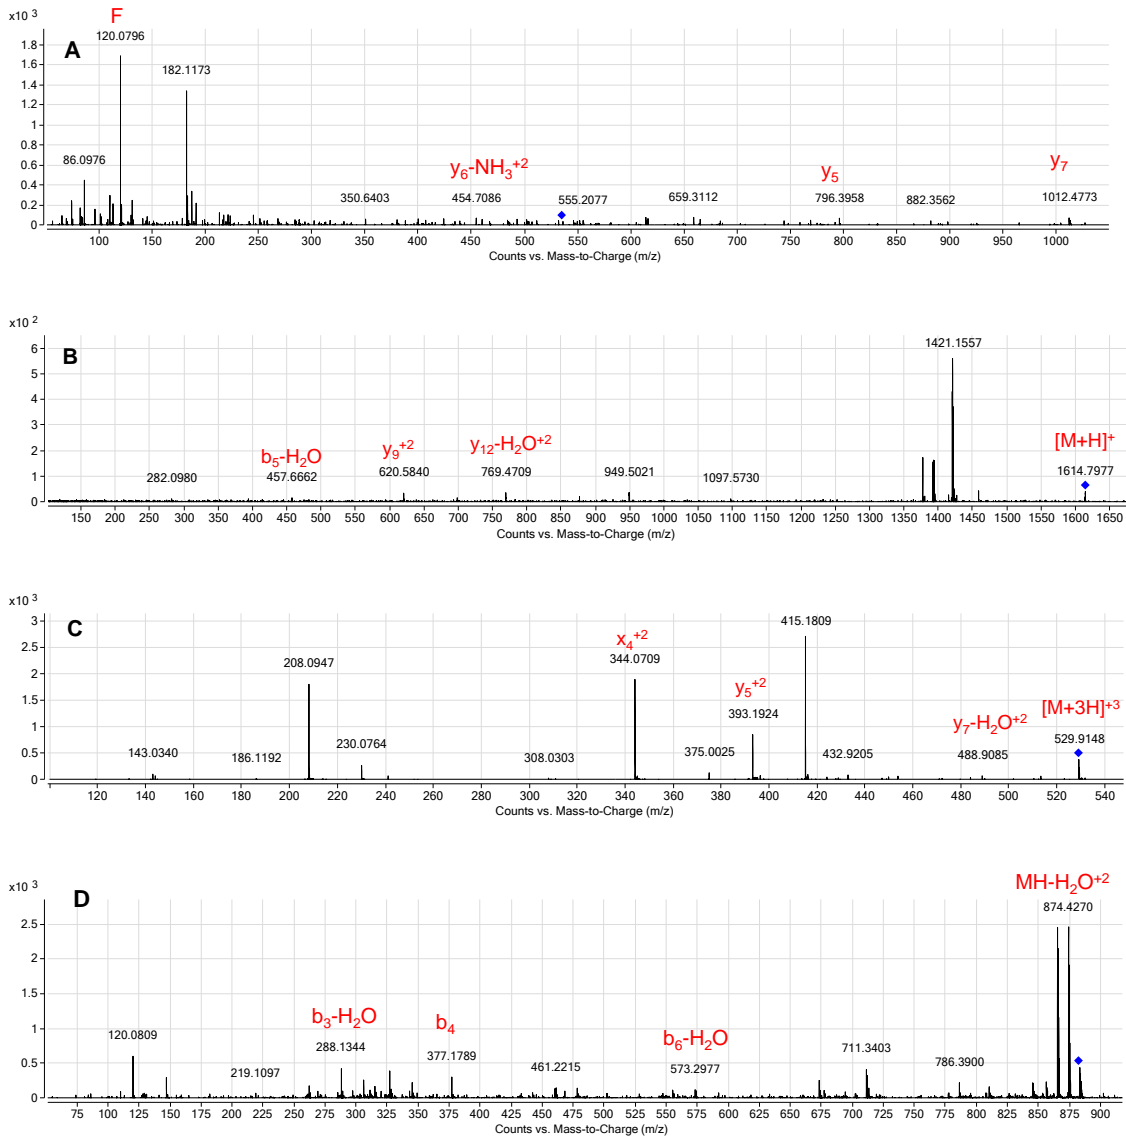 x10 3
F
A
120.0796
1.8
1.6
182.1173
1.4
1.2
1
0.8
0.6
86.0976
y6-NH3+2
y5
y7
0.4
350.6403 454.7086 555.2077 659.3112 796.3958 882.3562 1012.4773
0.2
0
100 150 200 250 300 350 400 450 500 550 600 650 700 750 800 850 900 950 1000
Counts vs. Mass-to-Charge (m/z)
x10 2
B
1421.1557
6
5
4
3
2
b5-H2O
y9+2
y12-H2O+2
[M+H]+
1
282.0980 457.6662 620.5840 769.4709 949.5021 1097.5730 1614.7977
0
150 200 250 300 350 400 450 500 550 600 650 700 750 800 850 900 950 1000 1050 1100 1150 1200 1250 1300 1350 1400 1450 1500 1550 1600 1650
Counts vs. Mass-to-Charge (m/z)
x10 3
C
415.1809
3
2.5
x4+2
208.0947 344.0709
2
1.5
y5+2
393.1924
1
y7-H2O+2
[M+3H]+3
0.5
143.0340 186.1192 230.0764 308.0303 375.0025 432.9205 488.9085 529.9148
0
120 140 160 180 200 220 240 260 280 300 320 340 360 380 400 420 440 460 480 500 520 540
Counts vs. Mass-to-Charge (m/z)
x10 3
D
MH-H2O+2
874.4270
2.5
2
1.5
b3-H2O
b4
b6-H2O
1
120.0809 288.1344 377.1789 711.3403
0.5
219.1097 461.2215 573.2977 786.3900
0
75 100 125 150 175 200 225 250 275 300 325 350 375 400 425 450 475 500 525 550 575 600 625 650 675 700 725 750 775 800 825 850 875 900
Counts vs. Mass-to-Charge (m/z)